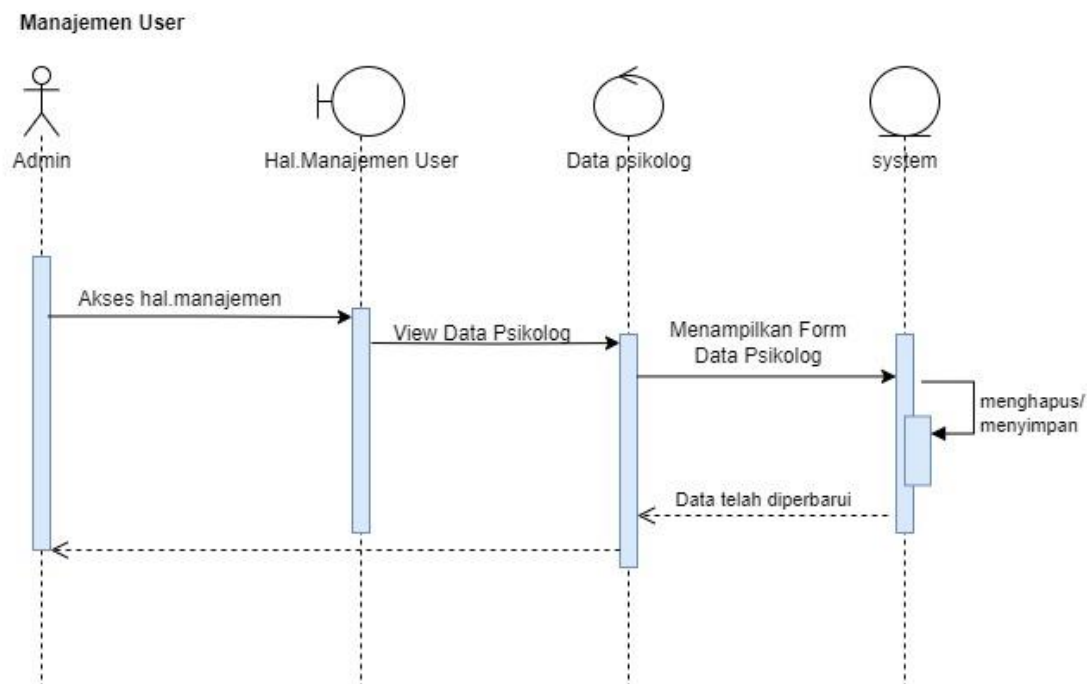 Manajemen User
Admin
Hal.Manajemen User
Data psikolog
system
Akses hal.manajemen
View Data Psikolog
Menampilkan Form
Data Psikolog
menghapus/
menyimpan
Data telah diperbarui